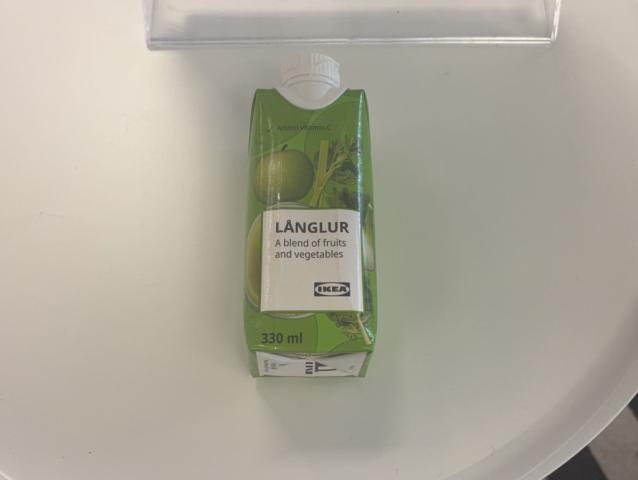 Added vitamin C
LÅNGLUR
A blend of fruits
and vegetables
IKEA
330 ml